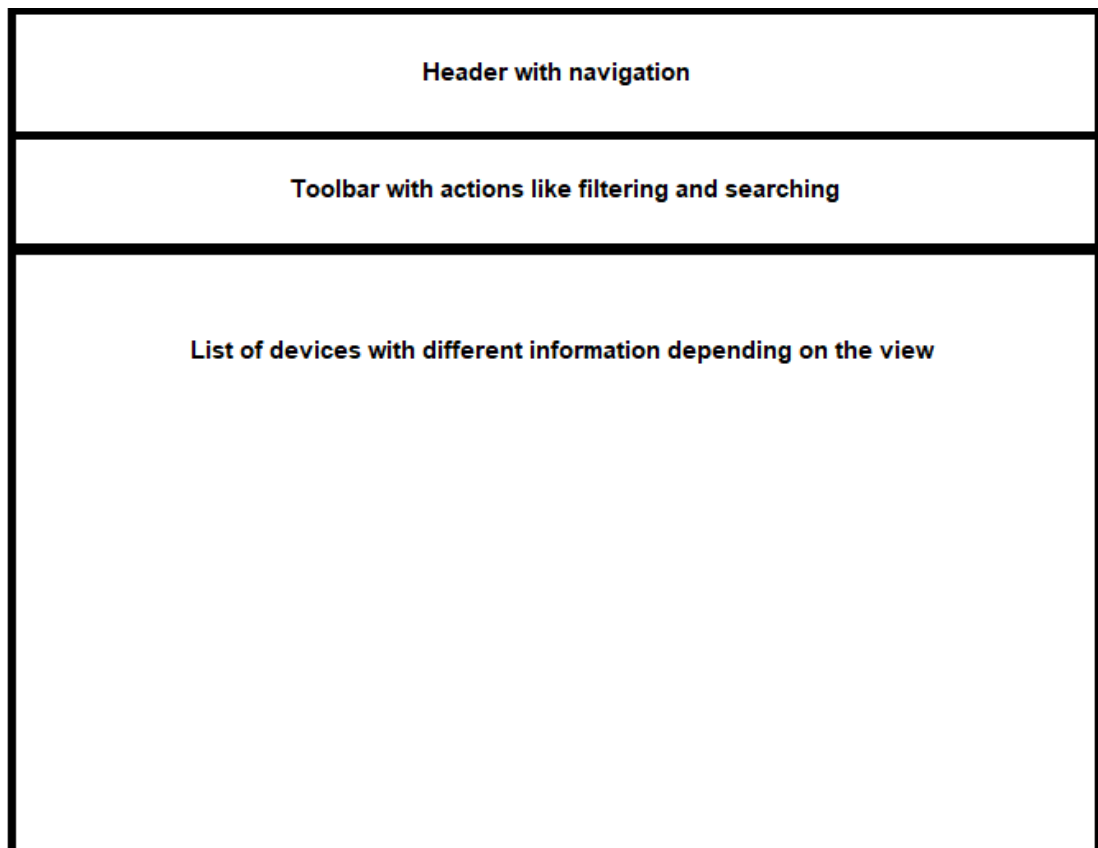 Header with navigation
Toolbar with actions like filtering and searching
List of devices with different information depending on the view